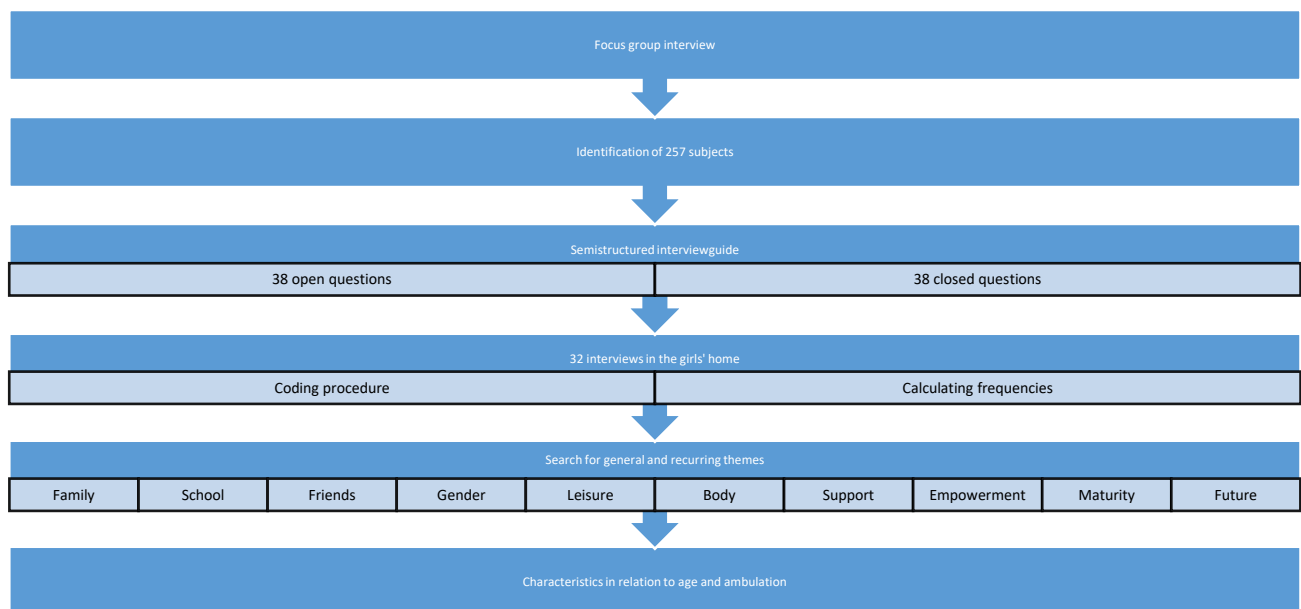 Focus group interview
Identification of 257 subjects
Semistructured interviewguide
38 open questions
38 closed questions
32 interviews in the girls' home
Coding procedure
Calculating frequencies
Search for general and recurring themes
Family
School
Friends
Gender
Leisure
Body
Support
Empowerment
Maturity
Future
Characteristics in relation to age and ambulation